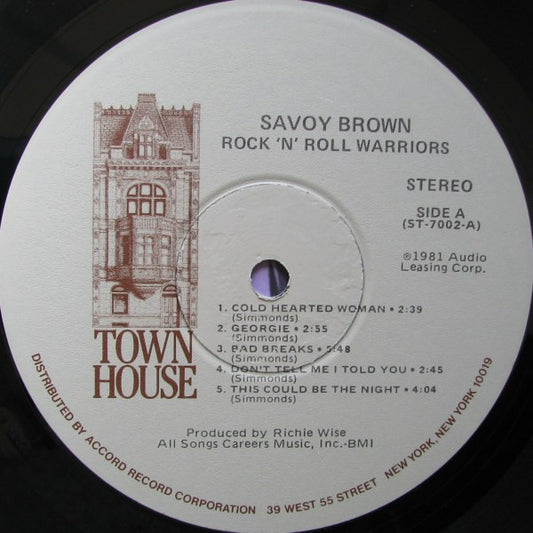 SAVOY BROWN
ROCK 'N' ROLL WARRIORS
STEREO
SIDE A
(ST-7002-A)
℗1981 Audio
Leasing Corp.
1. COLD HEARTED WOMAN • 2:39
(Simmonds)
2. GEORGIE • 2:55
(Simmonds)
3. BAD BREAKS • 5:48
(Simmonds)
4. DON'T TELL ME I TOLD YOU • 2:45
(Simmonds)
5. THIS COULD BE THE NIGHT • 4:04
(Simmonds)
TOWN
HOUSE
Produced by Richie Wise
All Songs Careers Music, Inc.-BMI
DISTRIBUTED BY ACCORD RECORD CORPORATION 39 WEST 55 STREET NEW YORK, NEW YORK 10019